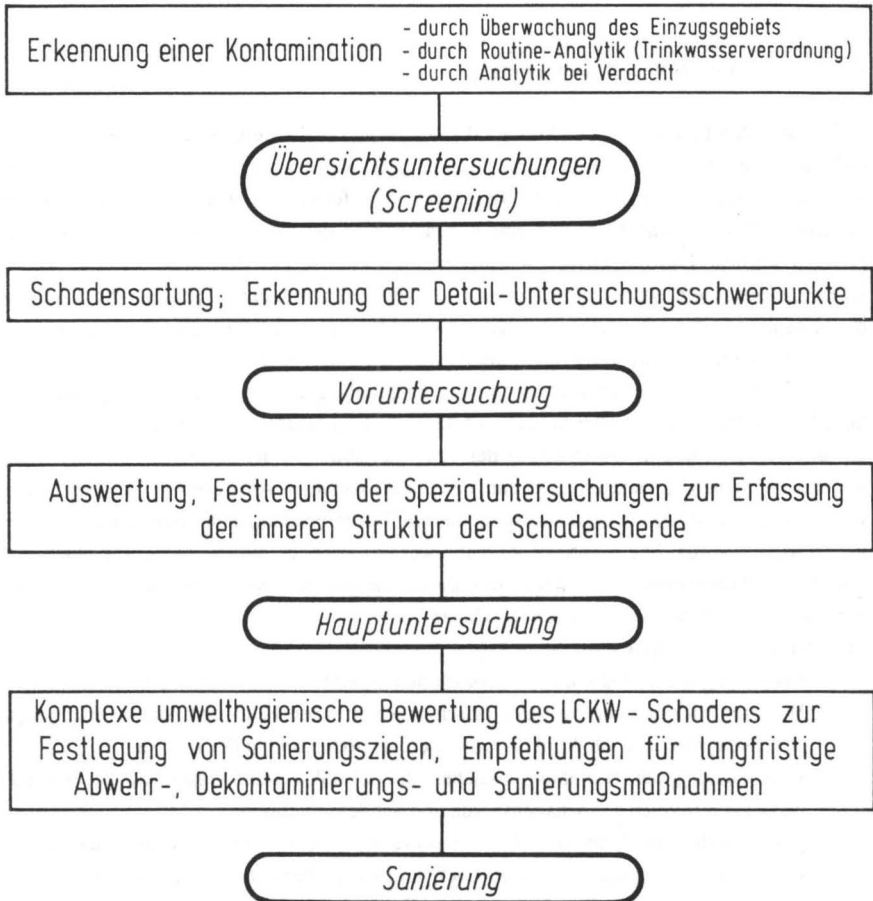 Erkennung einer Kontamination
- durch Überwachung des Einzugsgebiets
- durch Routine-Analytik (Trinkwasserverordnung)
- durch Analytik bei Verdacht
Übersichtsuntersuchungen
(Screening)
Schadensortung; Erkennung der Detail-Untersuchungsschwerpunkte
Voruntersuchung
Auswertung, Festlegung der Spezialuntersuchungen zur Erfassung
der inneren Struktur der Schadensherde
Hauptuntersuchung
Komplexe umwelthygienische Bewertung des LCKW-Schadens zur
Festlegung von Sanierungszielen, Empfehlungen für langfristige
Abwehr-, Dekontaminierungs- und Sanierungsmaßnahmen
Sanierung